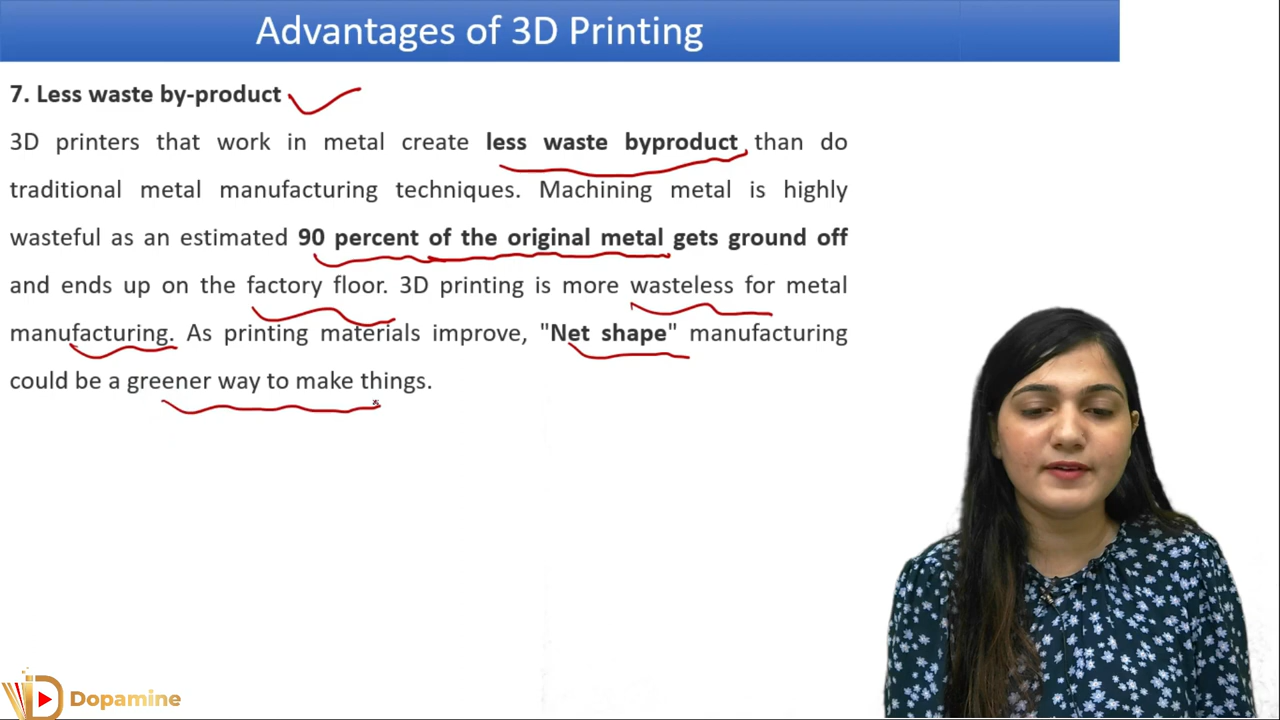 Advantages of 3D Printing
7. Less waste by-product
3D printers that work in metal create less waste byproduct than do
traditional metal manufacturing techniques. Machining metal is highly
wasteful as an estimated 90 percent of the original metal gets ground off
and ends up on the factory floor. 3D printing is more wasteless for metal
manufacturing. As printing materials improve, "Net shape" manufacturing
could be a greener way to make things.
Dopamine